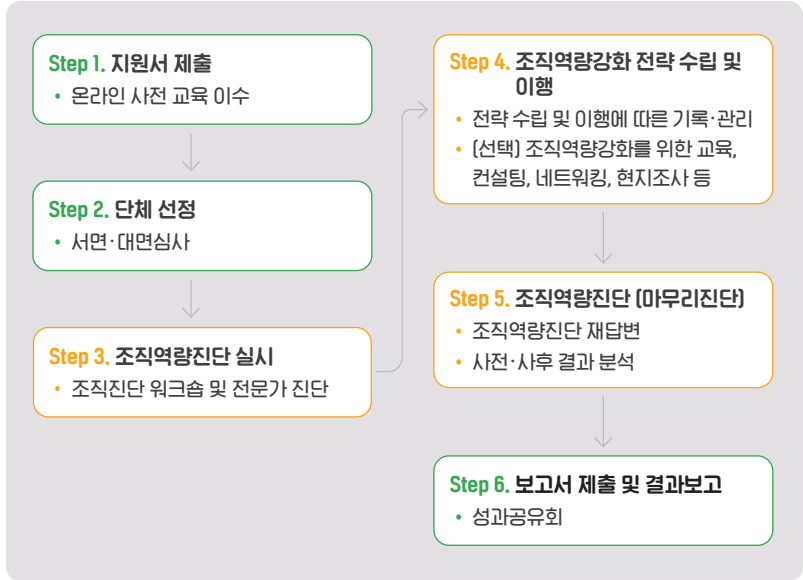 Step 1. 지원서 제출
• 온라인 사전 교육 이수
Step 2. 단체 선정
• 서면·대면심사
Step 3. 조직역량진단 실시
• 조직진단 워크숍 및 전문가 진단
Step 4. 조직역량강화 전략 수립 및
이행
• 전략 수립 및 이행에 따른 기록·관리
• (선택) 조직역량강화를 위한 교육,
컨설팅, 네트워킹, 현지조사 등
Step 5. 조직역량진단 (마무리진단)
• 조직역량진단 재답변
• 사전·사후 결과 분석
Step 6. 보고서 제출 및 결과보고
• 성과공유회